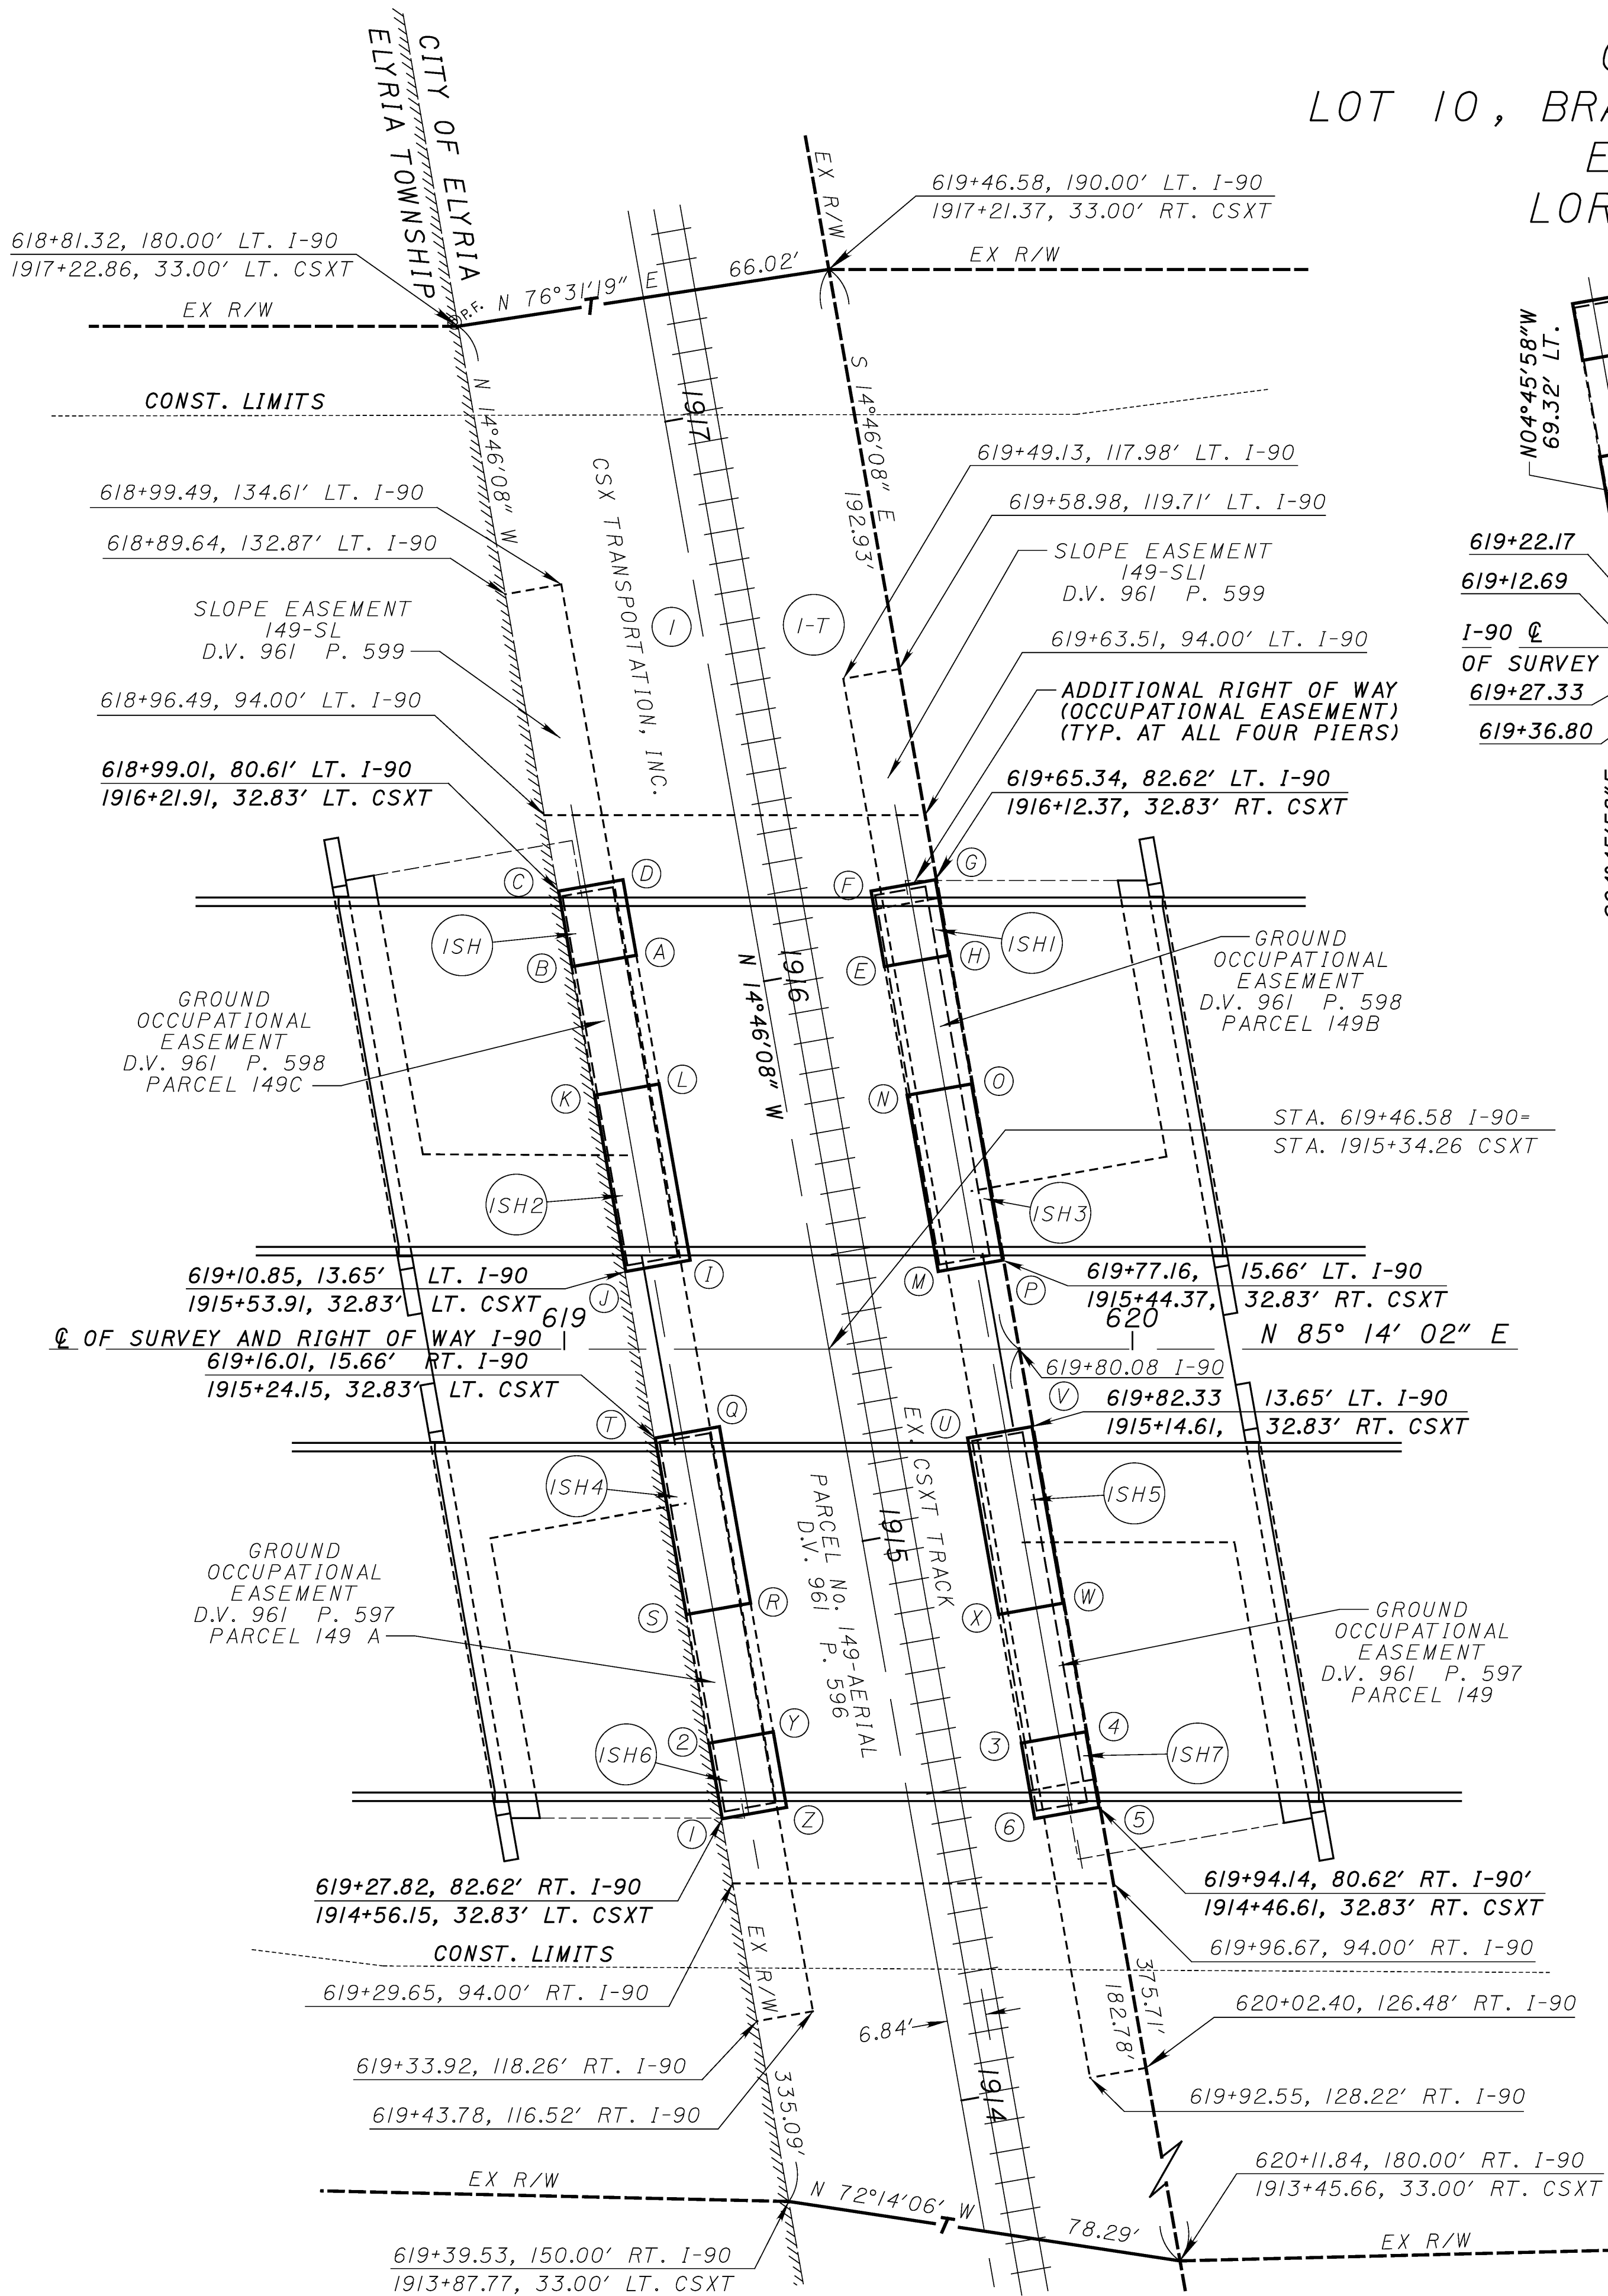 CITY OF ELYRIA
ELYRIA TOWNSHIP
LOT 10, BRA
E
LOR
EX R/W
619+46.58, 190.00' LT. I-90
1917+21.37, 33.00' RT. CSXT
618+81.32, 180.00' LT. I-90
1917+22.86, 33.00' LT. CSXT
EX R/W
EX R/W
P.F.
N 76°31'19" E
T
66.02'
N04°45'58"W
69.32' LT.
CONST. LIMITS
N 14°46'08" W
S 14°46'08" E
192.93'
1917
618+99.49, 134.61' LT. I-90
618+89.64, 132.87' LT. I-90
619+49.13, 117.98' LT. I-90
619+58.98, 119.71' LT. I-90
CSX TRANSPORTATION, INC.
1
1-T
SLOPE EASEMENT
149-SL
D.V. 961 P. 599
SLOPE EASEMENT
149-SL1
D.V. 961 P. 599
619+22.17
619+12.69
I-90 ℄
OF SURVEY
619+27.33
619+36.80
619+63.51, 94.00' LT. I-90
618+96.49, 94.00' LT. I-90
ADDITIONAL RIGHT OF WAY
(OCCUPATIONAL EASEMENT)
(TYP. AT ALL FOUR PIERS)
618+99.01, 80.61' LT. I-90
1916+21.91, 32.83' LT. CSXT
619+65.34, 82.62' LT. I-90
1916+12.37, 32.83' RT. CSXT
C
D
F
G
1SH
1SH1
B
A
E
H
N 14°46'08" W
1916
GROUND
OCCUPATIONAL
EASEMENT
D.V. 961 P. 598
PARCEL 149C
GROUND
OCCUPATIONAL
EASEMENT
D.V. 961 P. 598
PARCEL 149B
K
L
N
O
STA. 619+46.58 I-90=
STA. 1915+34.26 CSXT
1SH2
1SH3
J
I
M
P
619+10.85, 13.65' LT. I-90
1915+53.91, 32.83' LT. CSXT
619+77.16, 15.66' LT. I-90
1915+44.37, 32.83' RT. CSXT
619
620
℄ OF SURVEY AND RIGHT OF WAY I-90
N 85° 14' 02" E
619+16.01, 15.66' RT. I-90
1915+24.15, 32.83' LT. CSXT
619+80.08 I-90
619+82.33 13.65' LT. I-90
1915+14.61, 32.83' RT. CSXT
T
Q
U
V
1SH4
1SH5
EX. CSXT TRACK
PARCEL No. 149-AERIAL
D.V. 961 P. 596
1915
S
R
X
W
GROUND
OCCUPATIONAL
EASEMENT
D.V. 961 P. 597
PARCEL 149 A
GROUND
OCCUPATIONAL
EASEMENT
D.V. 961 P. 597
PARCEL 149
2
Y
3
4
1SH6
1SH7
1
Z
6
5
619+27.82, 82.62' RT. I-90
1914+56.15, 32.83' LT. CSXT
619+94.14, 80.62' RT. I-90'
1914+46.61, 32.83' RT. CSXT
CONST. LIMITS
619+96.67, 94.00' RT. I-90
619+29.65, 94.00' RT. I-90
EX R/W
375.71'
182.78'
620+02.40, 126.48' RT. I-90
6.84'
619+33.92, 118.26' RT. I-90
619+43.78, 116.52' RT. I-90
619+92.55, 128.22' RT. I-90
1914
335.09'
EX R/W
N 72°14'06" W
T
78.29'
620+11.84, 180.00' RT. I-90
1913+45.66, 33.00' RT. CSXT
619+39.53, 150.00' RT. I-90
1913+87.77, 33.00' LT. CSXT
EX R/W